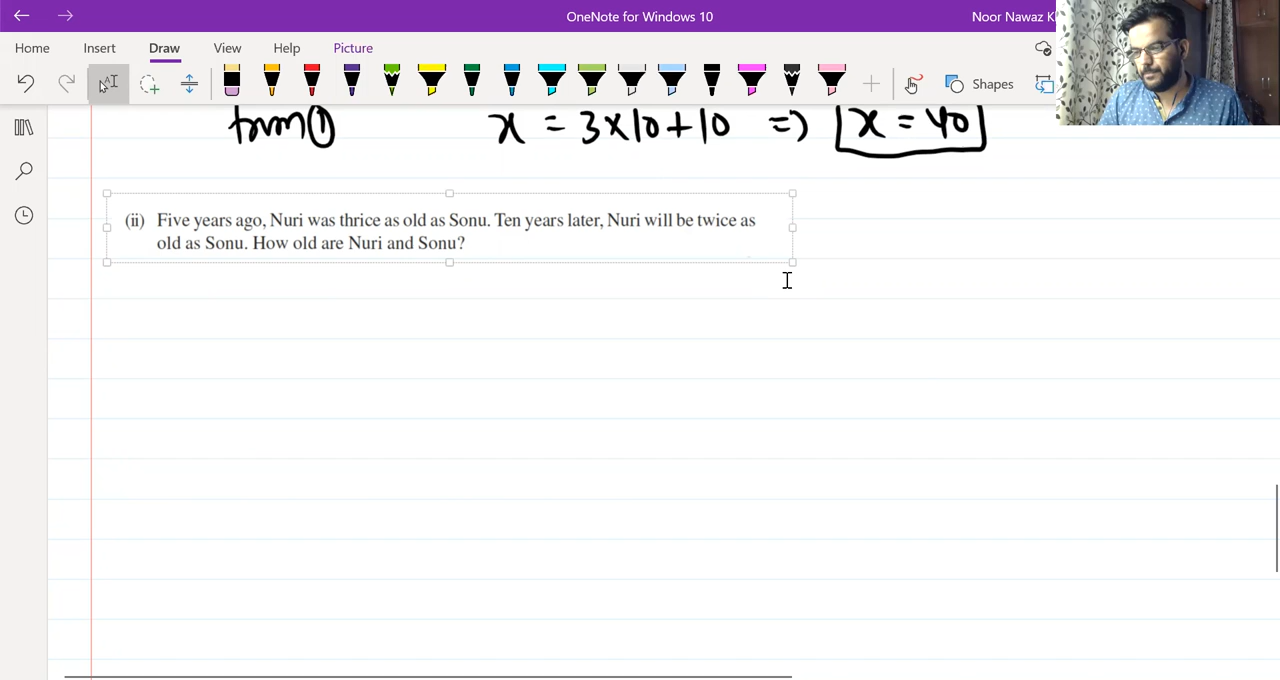 OneNote for Windows 10
Noor Nawaz K
Home Insert Draw View Help Picture
Shapes
from ① x = 3x10+10 => x = 40
(ii) Five years ago, Nuri was thrice as old as Sonu. Ten years later, Nuri will be twice as
old as Sonu. How old are Nuri and Sonu?